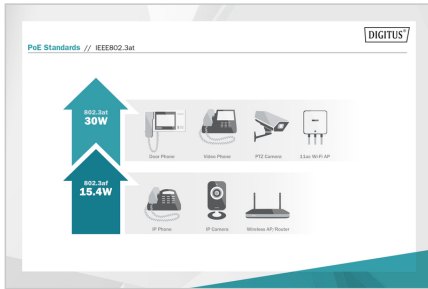 DIGITUS®
PoE Standards // IEEE802.3at
802.3at
30W
Door Phone Video Phone PTZ Camera 11ac Wi-Fi AP
802.3af
15.4W
IP Phone IP Camera Wireless AP/Router